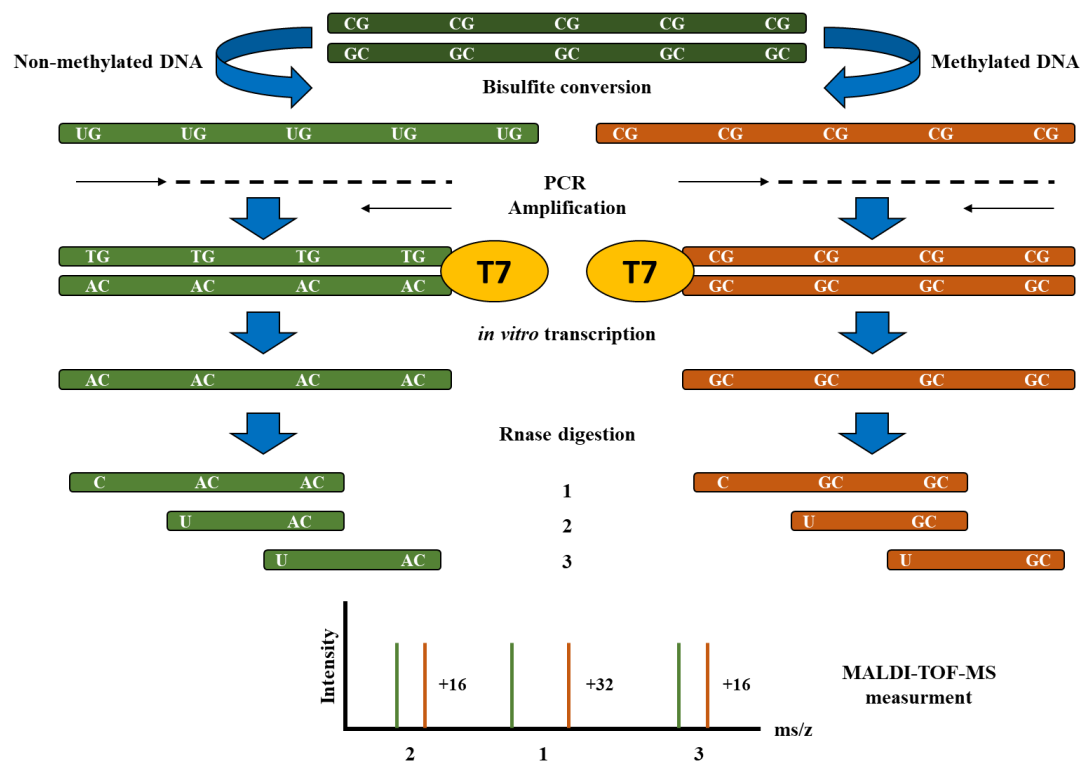 CG CG CG CG CG
GC GC GC GC GC
Non-methylated DNA
Methylated DNA
Bisulfite conversion
UG UG UG UG UG
CG CG CG CG CG
PCR
Amplification
TG TG TG TG
AC AC AC AC
T7
T7
CG CG CG CG
GC GC GC GC
in vitro transcription
AC AC AC AC
GC GC GC GC
Rnase digestion
C AC AC
1
C GC GC
U AC
2
U GC
U AC
3
U GC
Intensity
+16
+32
+16
MALDI-TOF-MS
measurment
ms/z
2 1 3